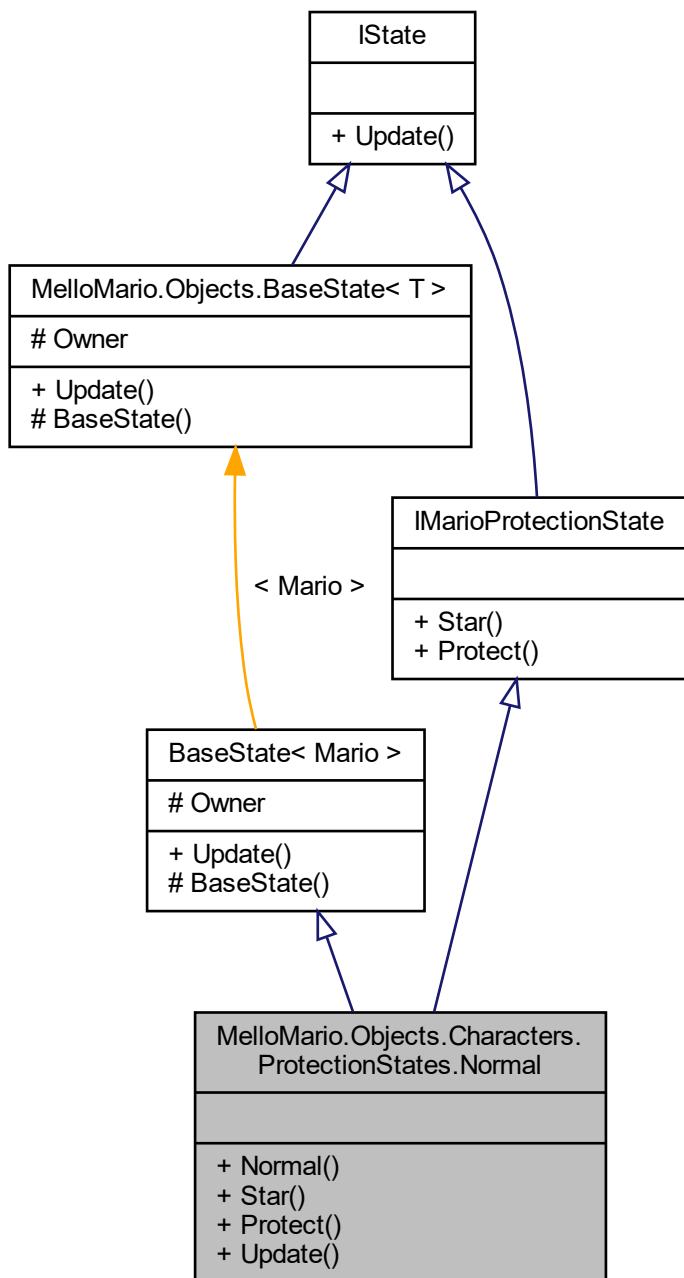 IState
+ Update()
MelloMario.Objects.BaseState< T >
# Owner
+ Update()
# BaseState()
IMarioProtectionState
+ Star()
+ Protect()
< Mario >
BaseState< Mario >
# Owner
+ Update()
# BaseState()
MelloMario.Objects.Characters.
ProtectionStates.Normal
+ Normal()
+ Star()
+ Protect()
+ Update()